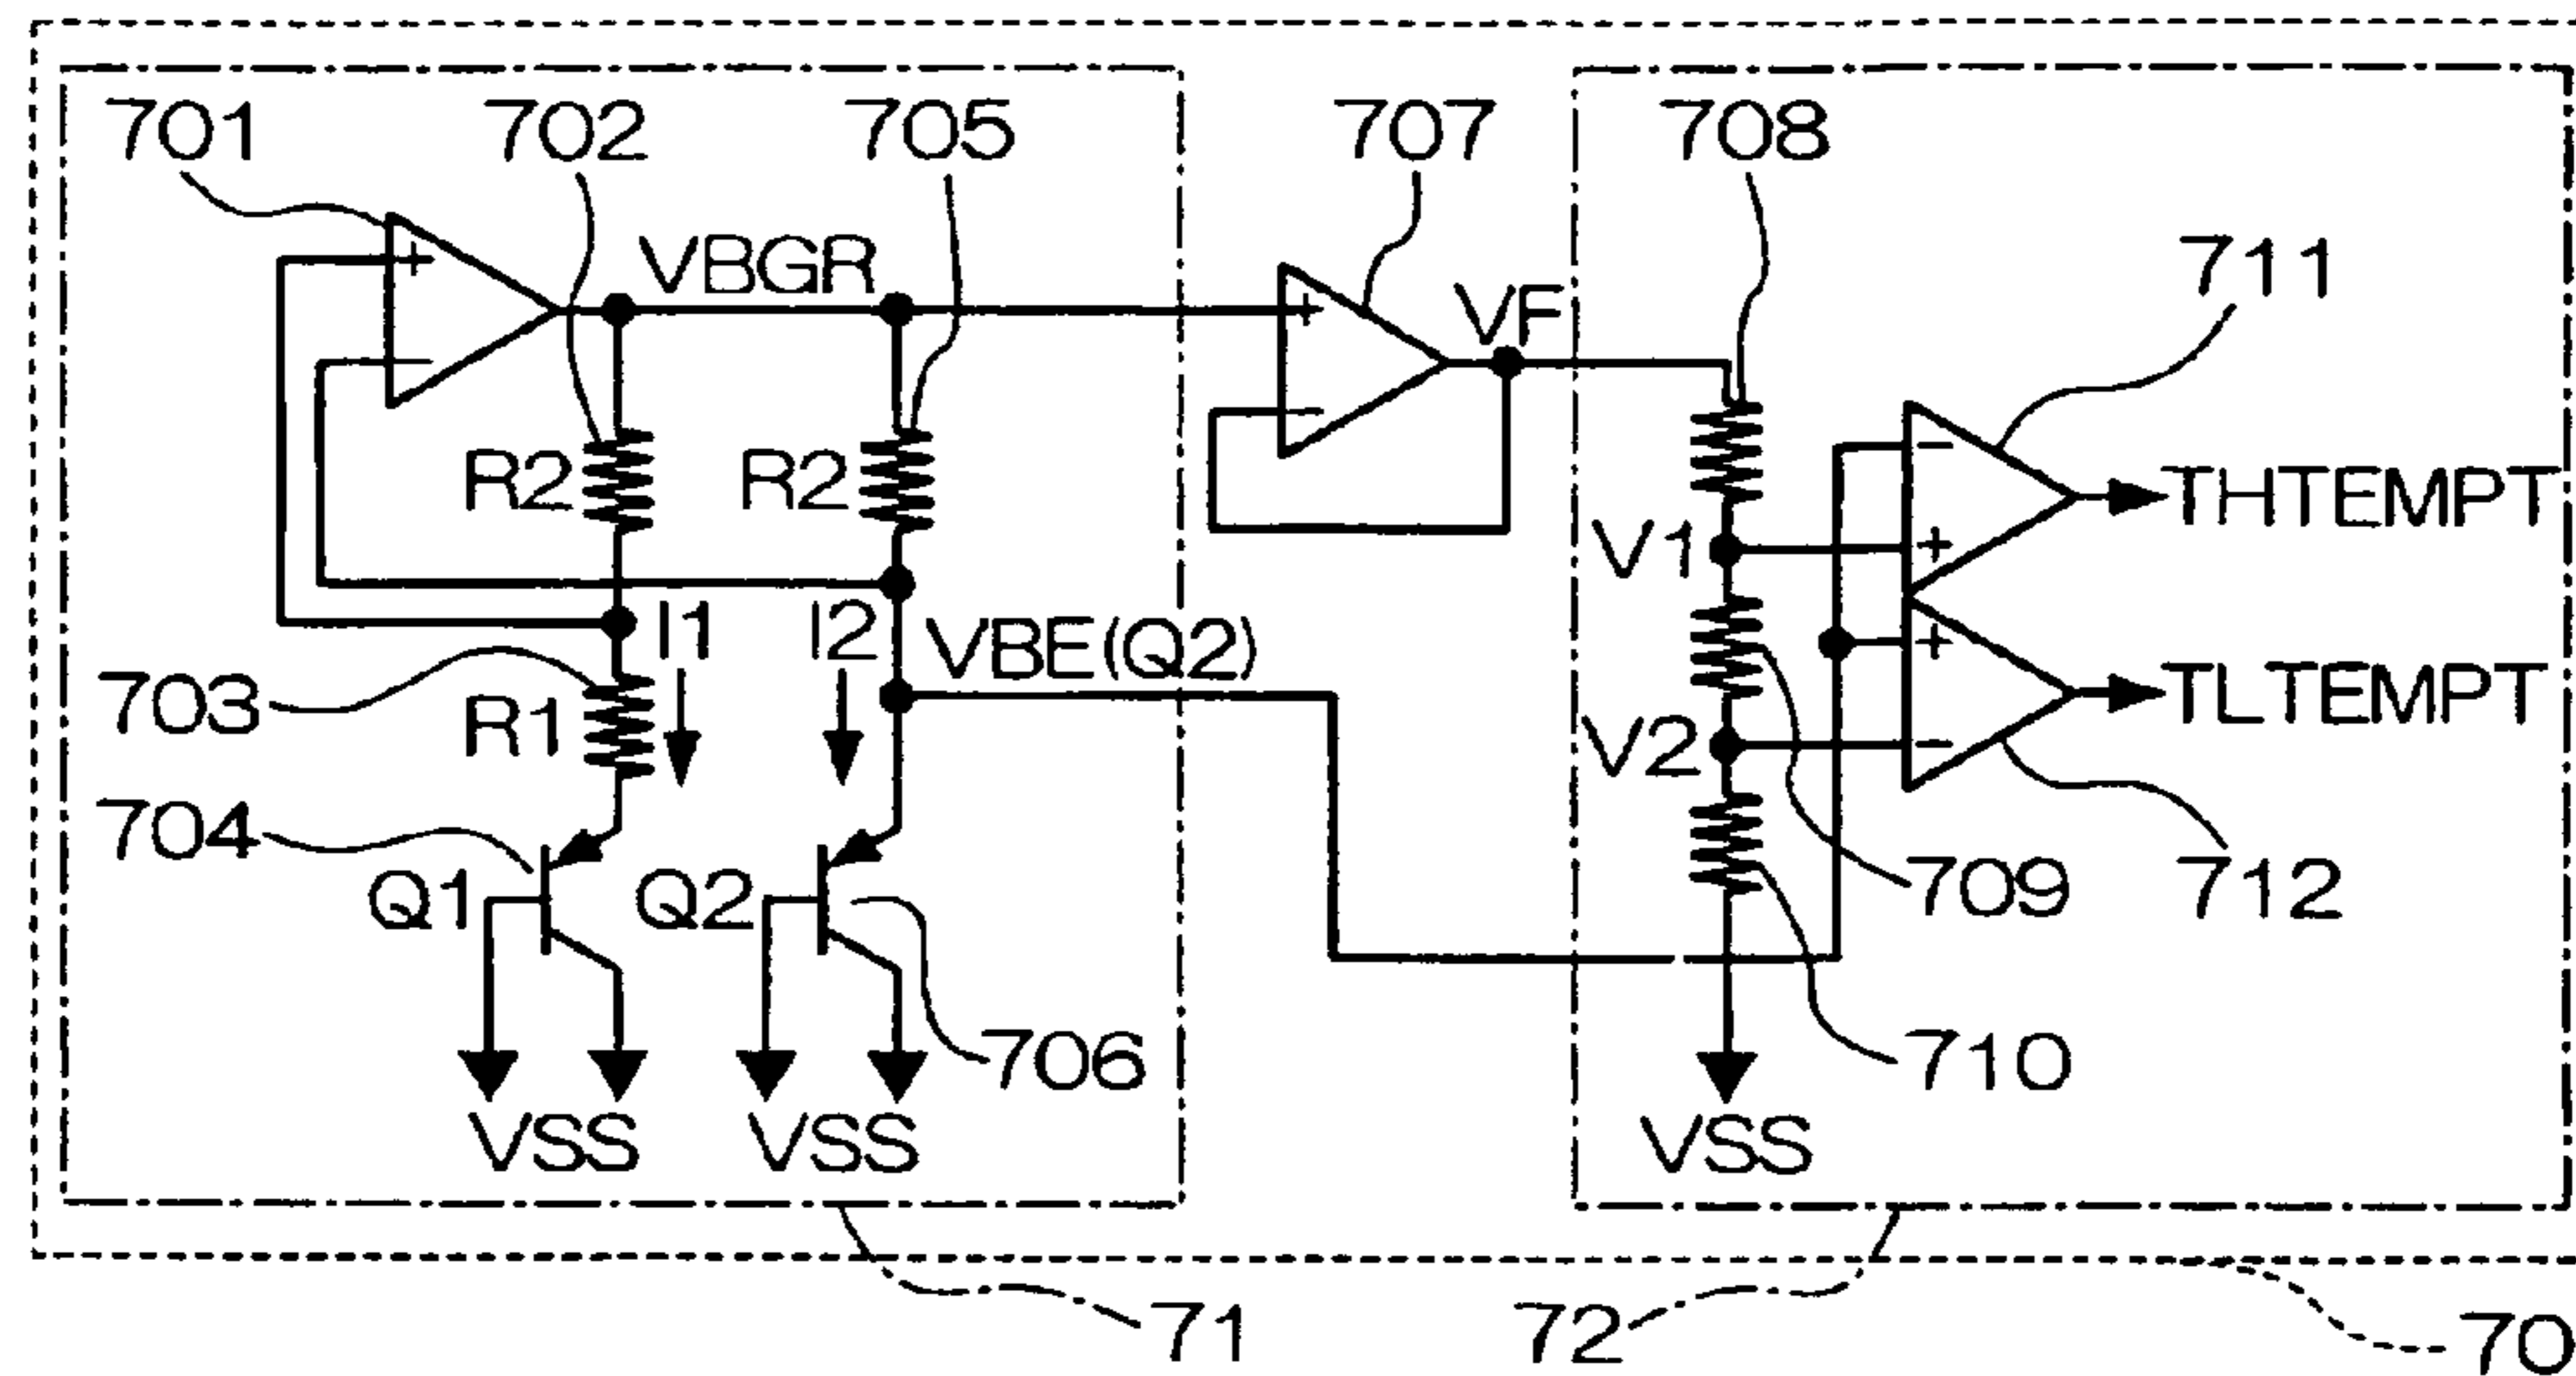 701
702
705
707
708
VBGR
711
+
+
VF
−
−
R2
R2
−
THTEMPT
V1
+
I1
I2
VBE(Q2)
+
703
R1
TLTEMPT
V2
−
704
Q1
Q2
709
712
706
710
VSS
VSS
VSS
71
72
70